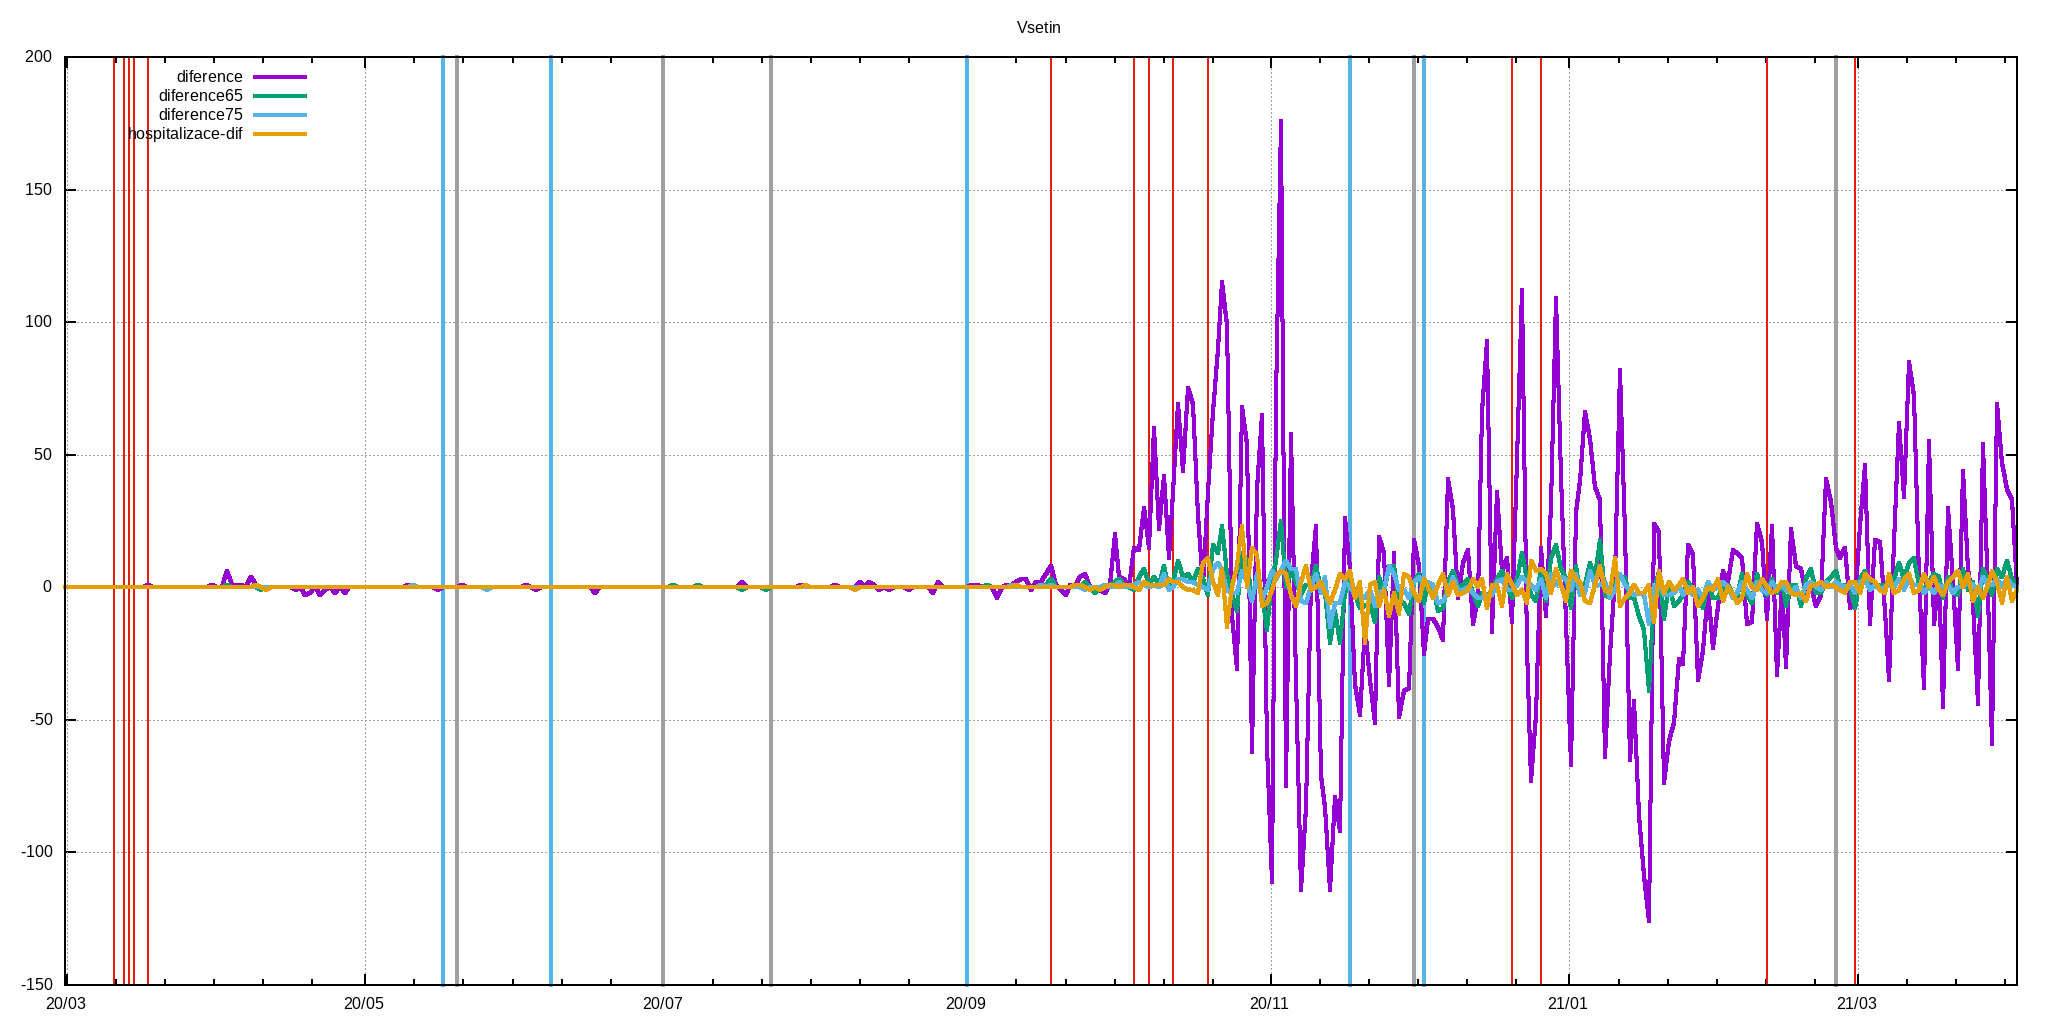 Vsetin
200
diference
diference65
diference75
hospitalizace-dif
150
100
50
0
-50
-100
-150
20/03 20/05 20/07 20/09 20/11 21/01 21/03